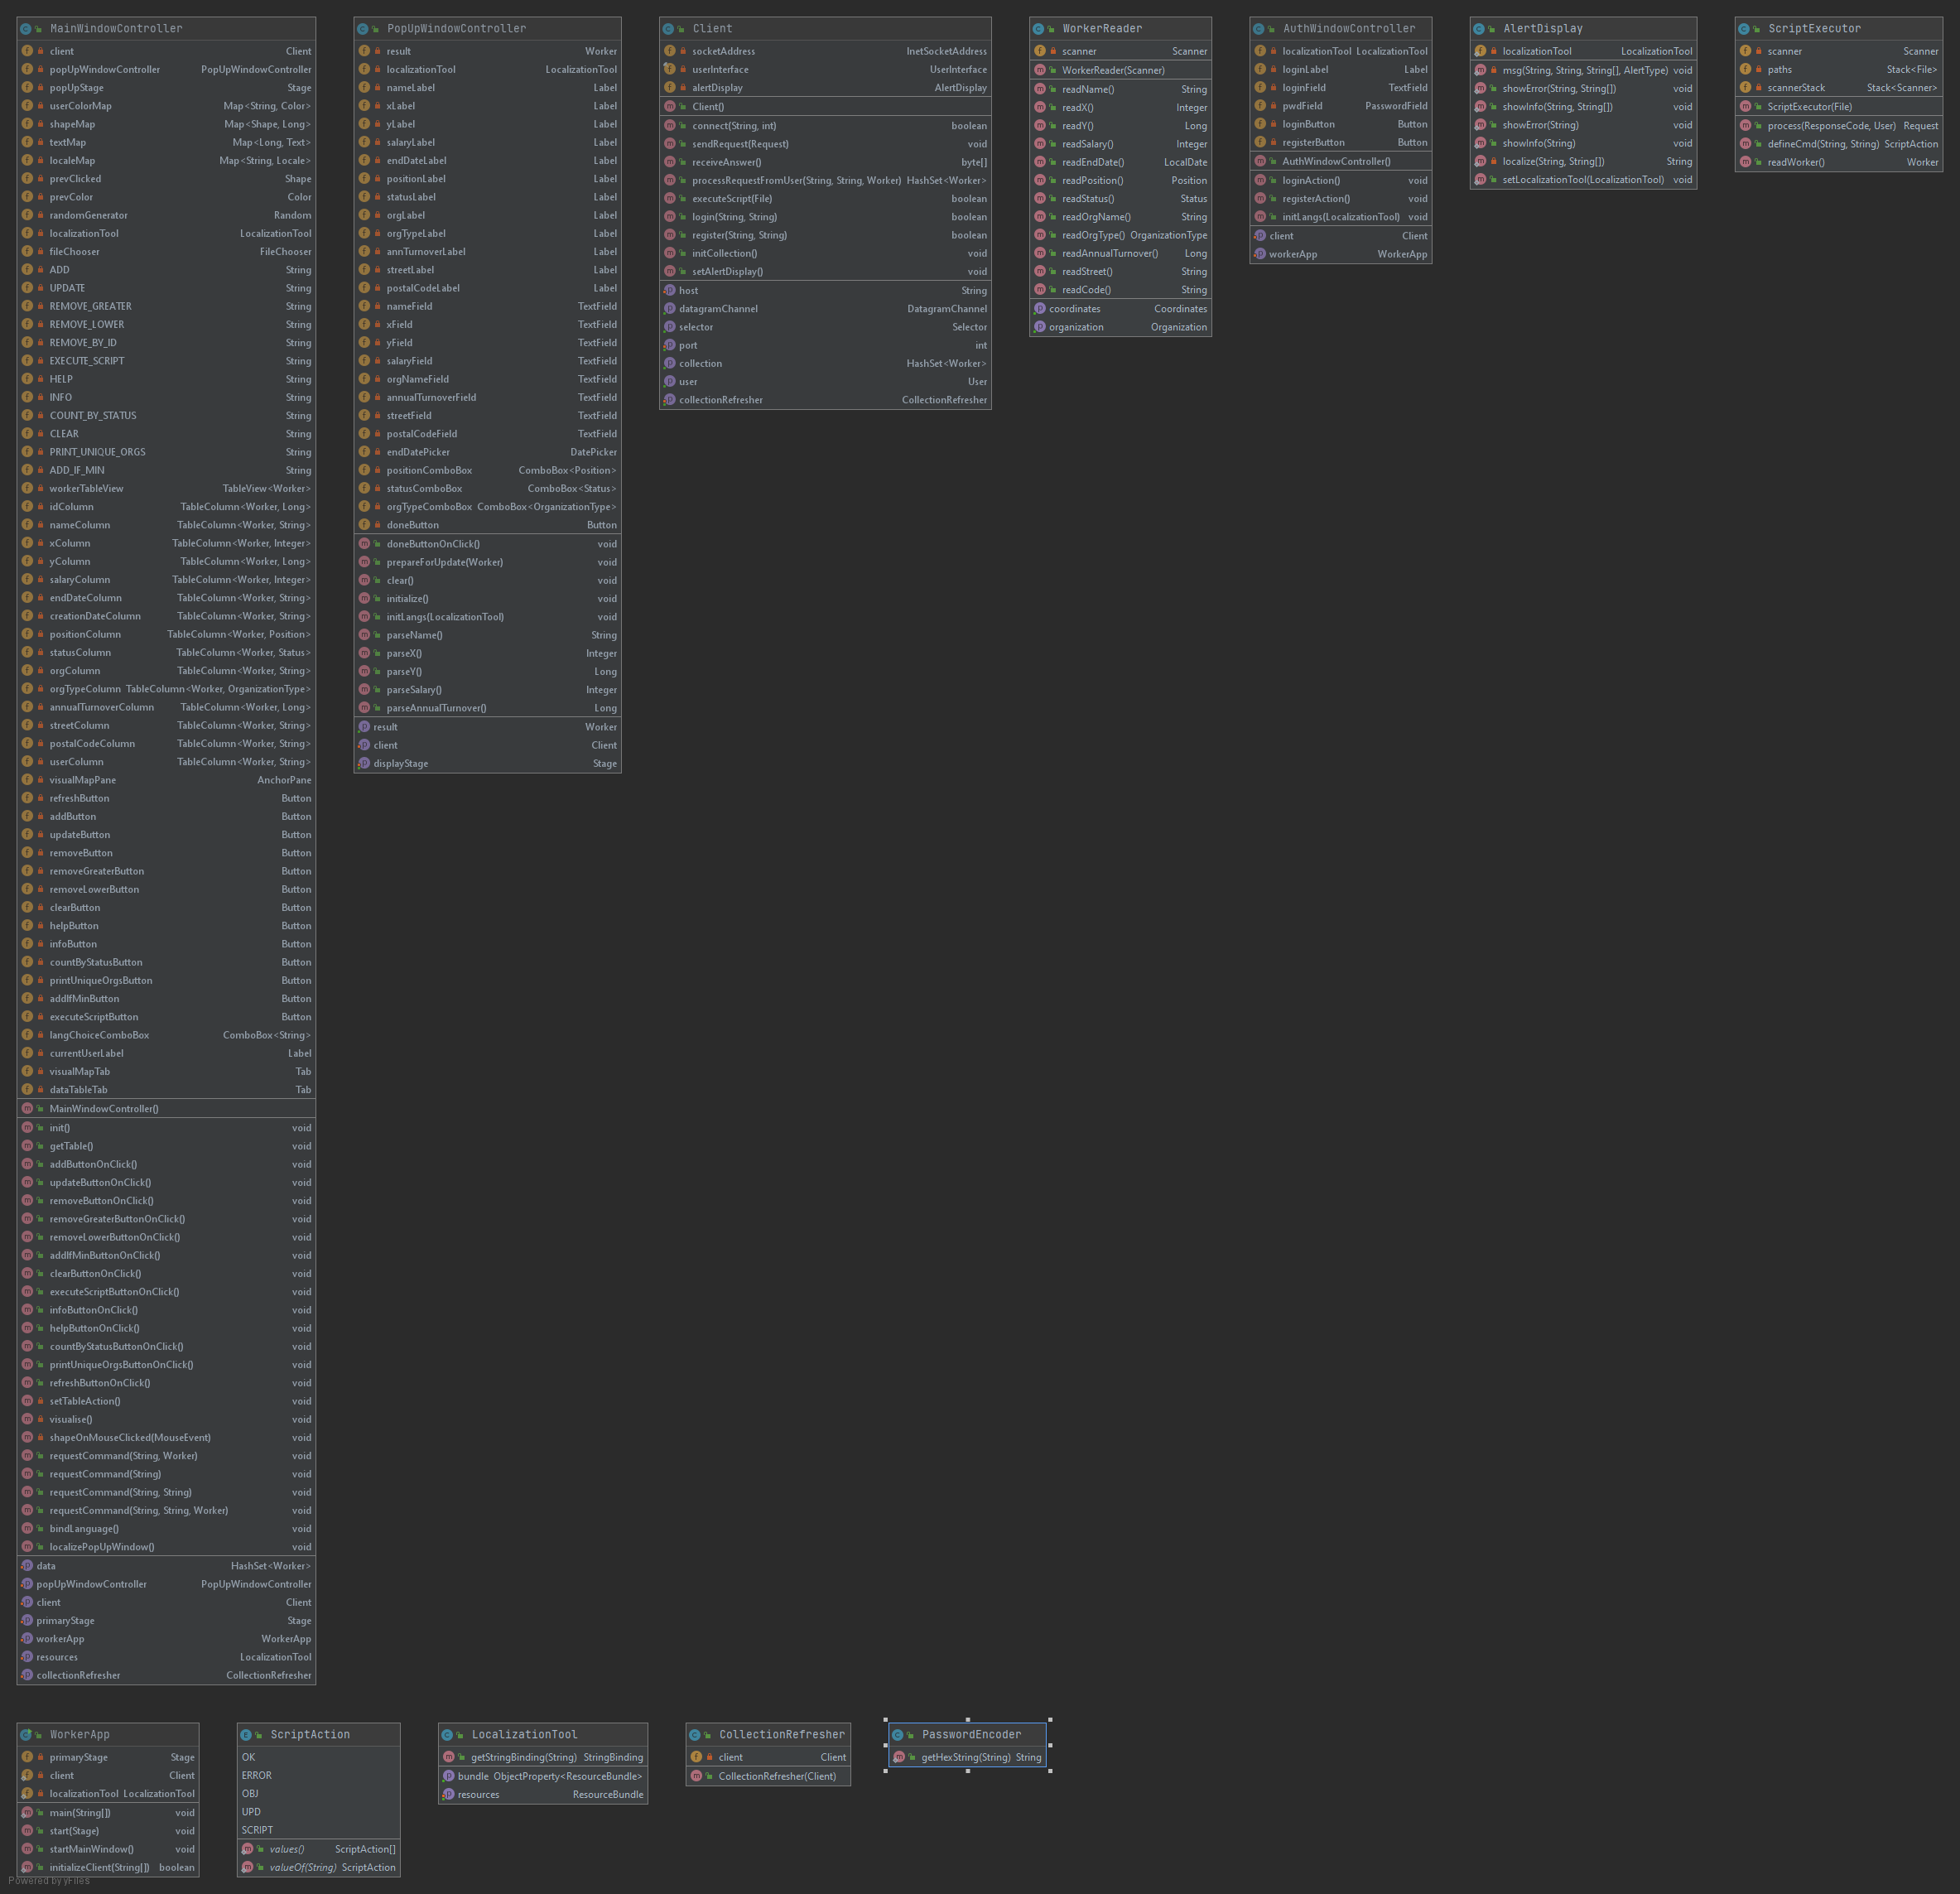 MainWindowController
client Client
popUpWindowController PopUpWindowController
popUpStage Stage
userColorMap Map<String, Color>
shapeMap Map<Shape, Long>
textMap Map<Long, Text>
localeMap Map<String, Locale>
prevClicked Shape
prevColor Color
randomGenerator Random
localizationTool LocalizationTool
fileChooser FileChooser
ADD String
UPDATE String
REMOVE_GREATER String
REMOVE_LOWER String
REMOVE_BY_ID String
EXECUTE_SCRIPT String
HELP String
INFO String
COUNT_BY_STATUS String
CLEAR String
PRINT_UNIQUE_ORGS String
ADD_IF_MIN String
workerTableView TableView<Worker>
idColumn TableColumn<Worker, Long>
nameColumn TableColumn<Worker, String>
xColumn TableColumn<Worker, Integer>
yColumn TableColumn<Worker, Long>
salaryColumn TableColumn<Worker, Integer>
endDateColumn TableColumn<Worker, String>
creationDateColumn TableColumn<Worker, String>
positionColumn TableColumn<Worker, Position>
statusColumn TableColumn<Worker, Status>
orgColumn TableColumn<Worker, String>
orgTypeColumn TableColumn<Worker, OrganizationType>
annualTurnoverColumn TableColumn<Worker, Long>
streetColumn TableColumn<Worker, String>
postalCodeColumn TableColumn<Worker, String>
userColumn TableColumn<Worker, String>
visualMapPane AnchorPane
refreshButton Button
addButton Button
updateButton Button
removeButton Button
removeGreaterButton Button
removeLowerButton Button
clearButton Button
helpButton Button
infoButton Button
countByStatusButton Button
printUniqueOrgsButton Button
addIfMinButton Button
executeScriptButton Button
langChoiceComboBox ComboBox<String>
currentUserLabel Label
visualMapTab Tab
dataTableTab Tab
MainWindowController()
init() void
getTable() void
addButtonOnClick() void
updateButtonOnClick() void
removeButtonOnClick() void
removeGreaterButtonOnClick() void
removeLowerButtonOnClick() void
addIfMinButtonOnClick() void
clearButtonOnClick() void
executeScriptButtonOnClick() void
infoButtonOnClick() void
helpButtonOnClick() void
countByStatusButtonOnClick() void
printUniqueOrgsButtonOnClick() void
refreshButtonOnClick() void
setTableAction() void
visualise() void
shapeOnMouseClicked(MouseEvent) void
requestCommand(String, Worker) void
requestCommand(String) void
requestCommand(String, String) void
requestCommand(String, String, Worker) void
bindLanguage() void
localizePopUpWindow() void
data HashSet<Worker>
popUpWindowController PopUpWindowController
client Client
primaryStage Stage
workerApp WorkerApp
resources LocalizationTool
collectionRefresher CollectionRefresher
PopUpWindowController
result Worker
localizationTool LocalizationTool
nameLabel Label
xLabel Label
yLabel Label
salaryLabel Label
endDateLabel Label
positionLabel Label
statusLabel Label
orgLabel Label
orgTypeLabel Label
annTurnoverLabel Label
streetLabel Label
postalCodeLabel Label
nameField TextField
xField TextField
yField TextField
salaryField TextField
orgNameField TextField
annualTurnoverField TextField
streetField TextField
postalCodeField TextField
endDatePicker DatePicker
positionComboBox ComboBox<Position>
statusComboBox ComboBox<Status>
orgTypeComboBox ComboBox<OrganizationType>
doneButton Button
doneButtonOnClick() void
prepareForUpdate(Worker) void
clear() void
initialize() void
initLangs(LocalizationTool) void
parseName() String
parseX() Integer
parseY() Long
parseSalary() Integer
parseAnnualTurnover() Long
result Worker
client Client
displayStage Stage
Client
socketAddress InetSocketAddress
userInterface UserInterface
alertDisplay AlertDisplay
Client()
connect(String, int) boolean
sendRequest(Request) void
receiveAnswer() byte[]
processRequestFromUser(String, String, Worker) HashSet<Worker>
executeScript(File) boolean
login(String, String) boolean
register(String, String) boolean
initCollection() void
setAlertDisplay() void
host String
datagramChannel DatagramChannel
selector Selector
port int
collection HashSet<Worker>
user User
collectionRefresher CollectionRefresher
WorkerReader
scanner Scanner
WorkerReader(Scanner)
readName() String
readX() Integer
readY() Long
readSalary() Integer
readEndDate() LocalDate
readPosition() Position
readStatus() Status
readOrgName() String
readOrgType() OrganizationType
readAnnualTurnover() Long
readStreet() String
readCode() String
coordinates Coordinates
organization Organization
AuthWindowController
localizationTool LocalizationTool
loginLabel Label
loginField TextField
pwdField PasswordField
loginButton Button
registerButton Button
AuthWindowController()
loginAction() void
registerAction() void
initLangs(LocalizationTool) void
client Client
workerApp WorkerApp
AlertDisplay
localizationTool LocalizationTool
msg(String, String, String[], AlertType) void
showError(String, String[]) void
showInfo(String, String[]) void
showError(String) void
showInfo(String) void
localize(String, String[]) String
setLocalizationTool(LocalizationTool) void
ScriptExecutor
scanner Scanner
paths Stack<File>
scannerStack Stack<Scanner>
ScriptExecutor(File)
process(ResponseCode, User) Request
defineCmd(String, String) ScriptAction
readWorker() Worker
WorkerApp
primaryStage Stage
client Client
localizationTool LocalizationTool
main(String[]) void
start(Stage) void
startMainWindow() void
initializeClient(String[]) boolean
ScriptAction
OK
ERROR
OBJ
UPD
SCRIPT
values() ScriptAction[]
valueOf(String) ScriptAction
LocalizationTool
getStringBinding(String) StringBinding
bundle ObjectProperty<ResourceBundle>
resources ResourceBundle
CollectionRefresher
client Client
CollectionRefresher(Client)
PasswordEncoder
getHexString(String) String
Powered by yFiles